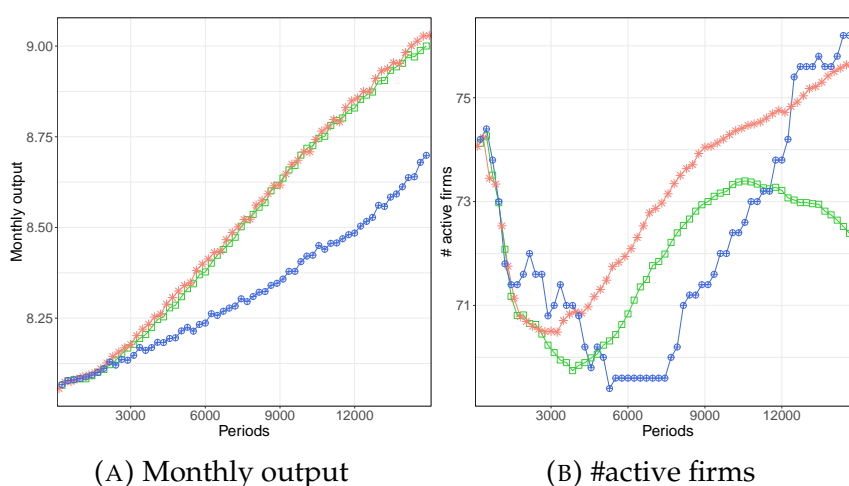 9.00
8.75
8.50
8.25
Monthly output
3000 6000 9000 12000
Periods
75
73
71
# active firms
3000 6000 9000 12000
Periods
(A) Monthly output
(B) #active firms